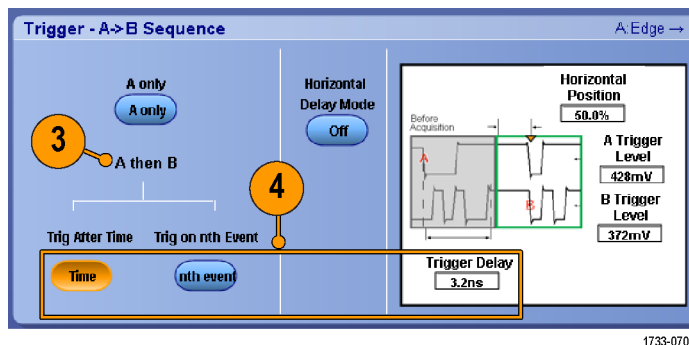 Trigger - A->B Sequence
A:Edge →
A only
A only
3
A then B
4
Trig After Time
Trig on nth Event
Time
nth event
Horizontal
Delay Mode
Off
Before
Acquisition
A
B
Horizontal
Position
50.0%
A Trigger
Level
428mV
B Trigger
Level
372mV
Trigger Delay
3.2ns
1733-070